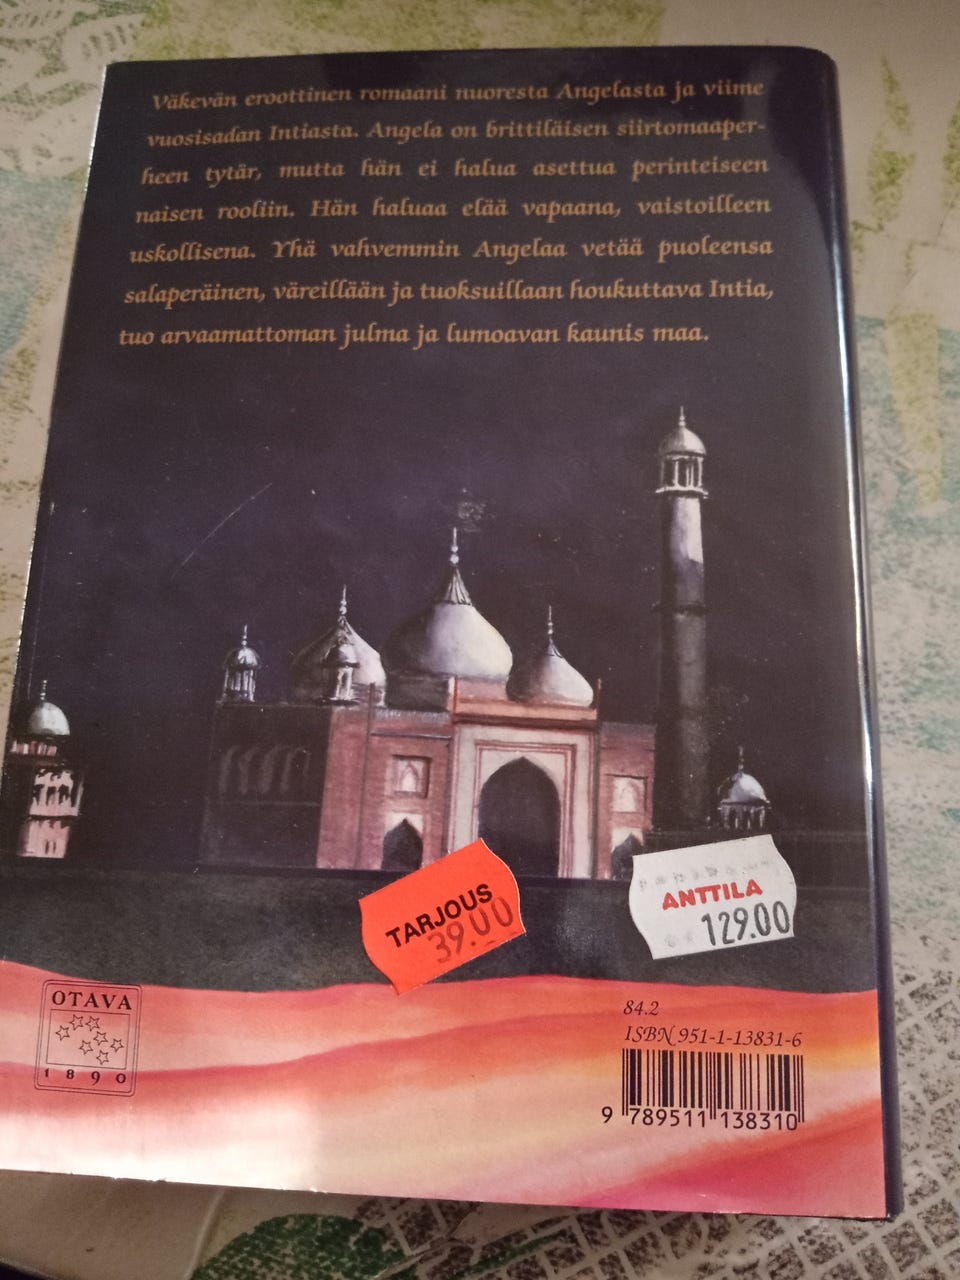 Väkevän eroottinen romaani nuoresta Angelasta ja viime
vuosisadan Intiasta. Angela on brittiläisen siirtomaaper-
heen tytär, mutta hän ei halua asettua perinteiseen
naisen rooliin. Hän haluaa elää vapaana, vaistoilleen
uskollisena. Yhä vahvemmin Angelaa vetää puoleensa
salaperäinen, väreillään ja tuoksuillaan houkuttava Intia,
tuo arvaamattoman julma ja lumoavan kaunis maa.
TARJOUS
39.00
ANTTILA
129.00
OTAVA
1890
84.2
ISBN 951-1-13831-6
9 789511 138310